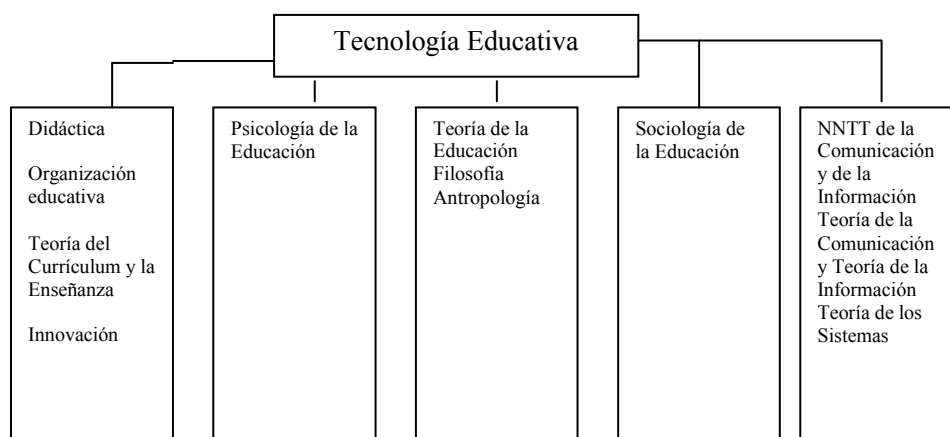 Tecnología Educativa
Didáctica
Organización
educativa
Teoría del
Currículum y la
Enseñanza
Innovación
Psicología de la
Educación
Teoría de la
Educación
Filosofía
Antropología
Sociología de
la Educación
NNTT de la
Comunicación
y de la
Información
Teoría de la
Comunicación
y Teoría de la
Información
Teoría de los
Sistemas